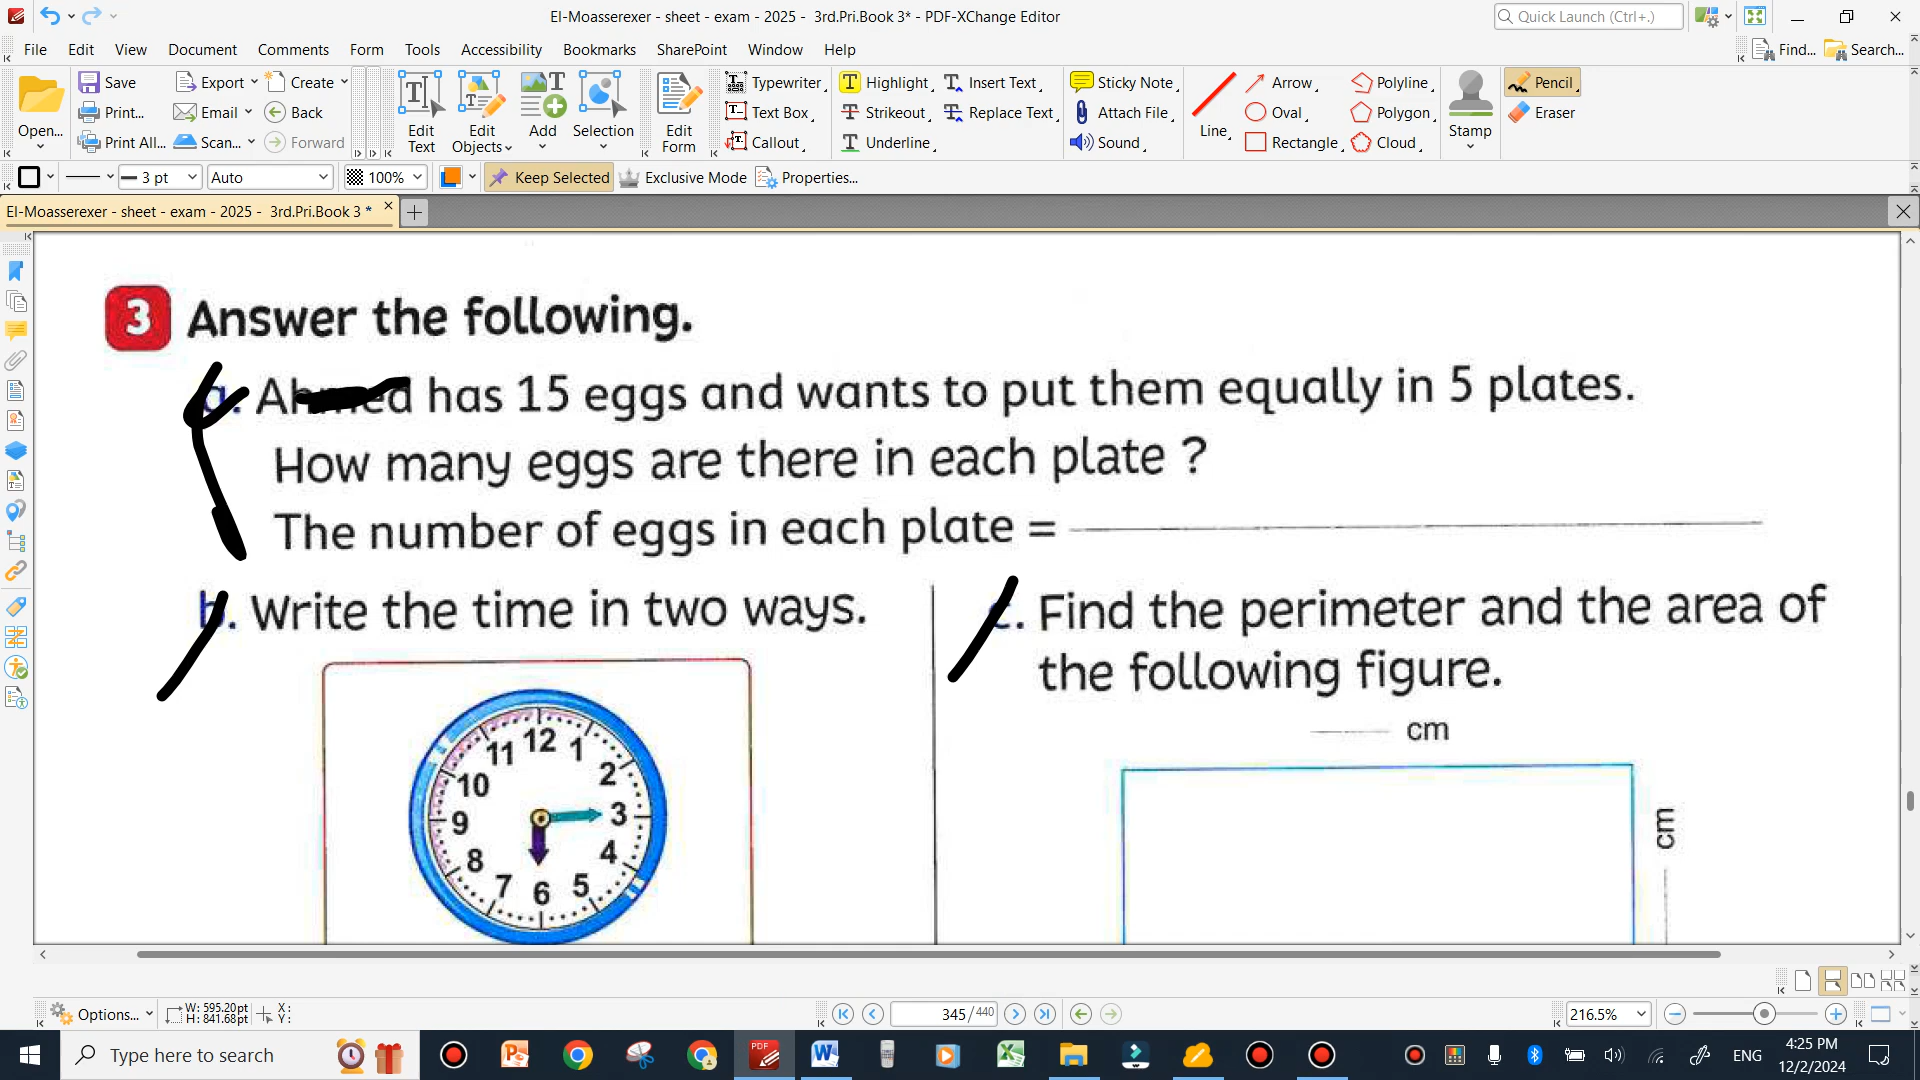 El-Moasserexer - sheet - exam - 2025 -  3rd.Pri.Book 3* - PDF-XChange Editor
Quick Launch (Ctrl+.)
File Edit View Document Comments Form Tools Accessibility Bookmarks SharePoint Window Help
Find... Search...
Open... Save Export Create
Print... Email Back
Print All... Scan... Forward
Edit Text Edit Objects Add Selection Edit Form
Typewriter Highlight Insert Text Sticky Note Arrow Polyline Pencil
Text Box Strikeout Replace Text Attach File Oval Polygon Eraser
Callout Underline Sound Line Rectangle Cloud Stamp
3 pt Auto 100% Keep Selected Exclusive Mode Properties...
El-Moasserexer - sheet - exam - 2025 -  3rd.Pri.Book 3 *
3 Answer the following.
a. Ahmed has 15 eggs and wants to put them equally in 5 plates.
How many eggs are there in each plate ?
The number of eggs in each plate =
b. Write the time in two ways.
12 1 2 3 4 5 6 7 8 9 10 11
c. Find the perimeter and the area of
the following figure.
cm
cm
Options... W: 595.20pt H: 841.68pt X: Y: 345 / 440 216.5%
Type here to search
ENG 4:25 PM
12/2/2024